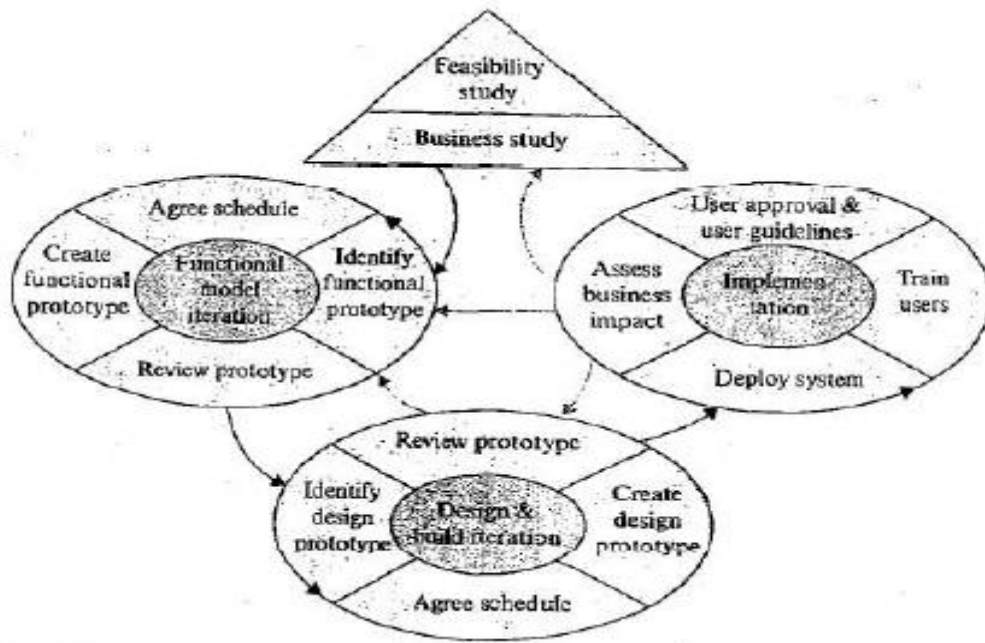 Feasibility
study
Business study
Agree schedule
Create
functional
prototype
Functional
model
iteration
Identify
functional
prototype
Review prototype
User approval &
user guidelines
Assess
business
impact
Implemen
tation
Train
users
Deploy system
Review prototype
Identify
design
prototype
Design &
build iteration
Create
design
prototype
Agree schedule